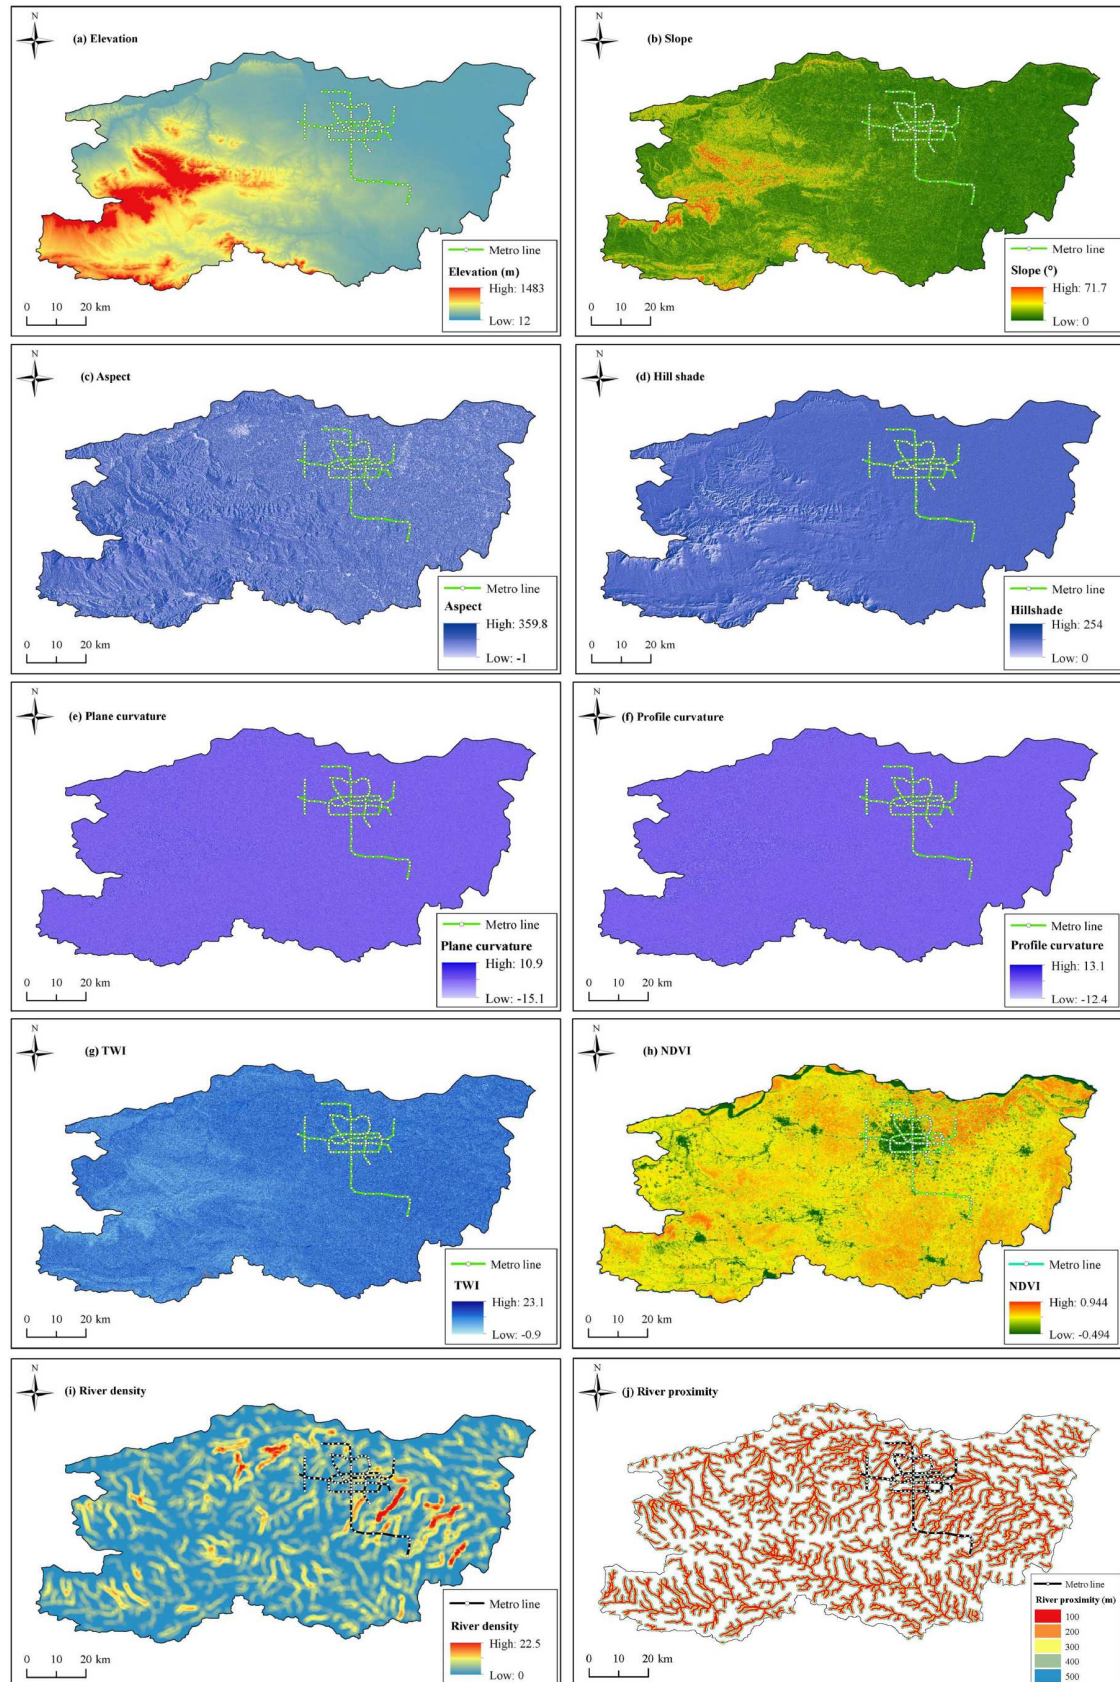 N
(a) Elevation
Metro line
Elevation (m)
High: 1483
Low: 12
0 10 20 km
N
(b) Slope
Metro line
Slope (°)
High: 71.7
Low: 0
0 10 20 km
N
(c) Aspect
Metro line
Aspect
High: 359.8
Low: -1
0 10 20 km
N
(d) Hill shade
Metro line
Hillshade
High: 254
Low: 0
0 10 20 km
N
(e) Plane curvature
Metro line
Plane curvature
High: 10.9
Low: -15.1
0 10 20 km
N
(f) Profile curvature
Metro line
Profile curvature
High: 13.1
Low: -12.4
0 10 20 km
N
(g) TWI
Metro line
TWI
High: 23.1
Low: -0.9
0 10 20 km
N
(h) NDVI
Metro line
NDVI
High: 0.944
Low: -0.494
0 10 20 km
N
(i) River density
Metro line
River density
High: 22.5
Low: 0
0 10 20 km
N
(j) River proximity
Metro line
River proximity (m)
100
200
300
400
500
0 10 20 km